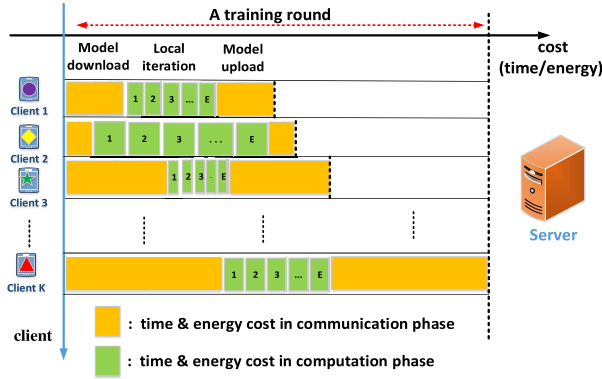 A training round
cost
(time/energy)
Model
download
Local
iteration
Model
upload
Client 1
1 2 3 ... E
Client 2
1 2 3 ... E
Client 3
1 2 3 .. E
Server
Client K
1 2 3 ... E
: time & energy cost in communication phase
client
: time & energy cost in computation phase